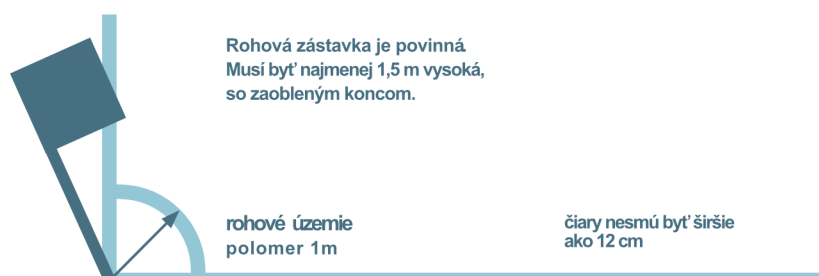 Rohová zástavka je povinná.
Musí byť najmenej 1,5 m vysoká,
so zaobleným koncom.
rohové územie
polomer 1m
čiary nesmú byť širšie
ako 12 cm